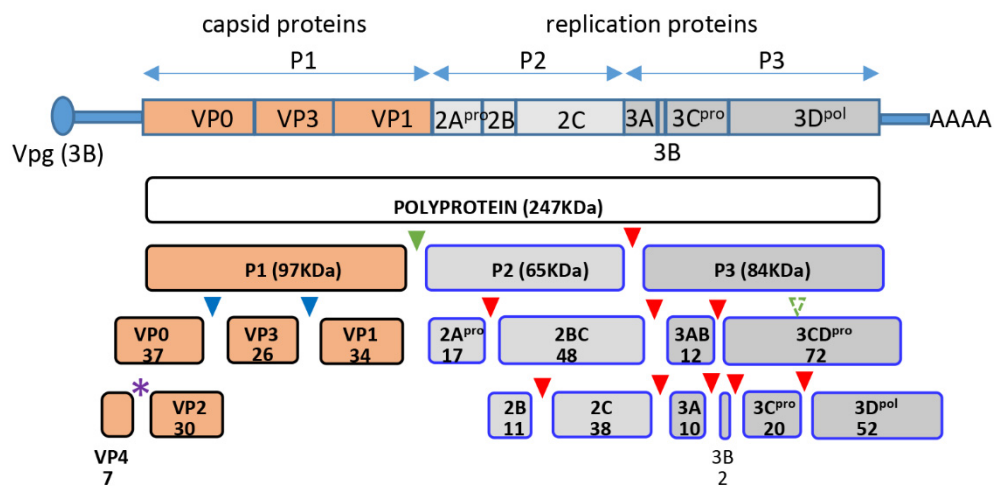 capsid proteins replication proteins
P1 P2 P3
VP0 VP3 VP1 2Aᵖʳᵒ 2B 2C 3A 3Cᵖʳᵒ 3Dᵖᵒˡ AAAA
Vpg (3B) 3B
POLYPROTEIN (247KDa)
P1 (97KDa) P2 (65KDa) P3 (84KDa)
VP0 VP3 VP1 2Aᵖʳᵒ 2BC 3AB 3CDᵖʳᵒ
37 26 34 17 48 12 72
* VP2 2B 2C 3A 3Cᵖʳᵒ 3Dᵖᵒˡ
30 11 38 10 20 52
VP4 3B
7 2